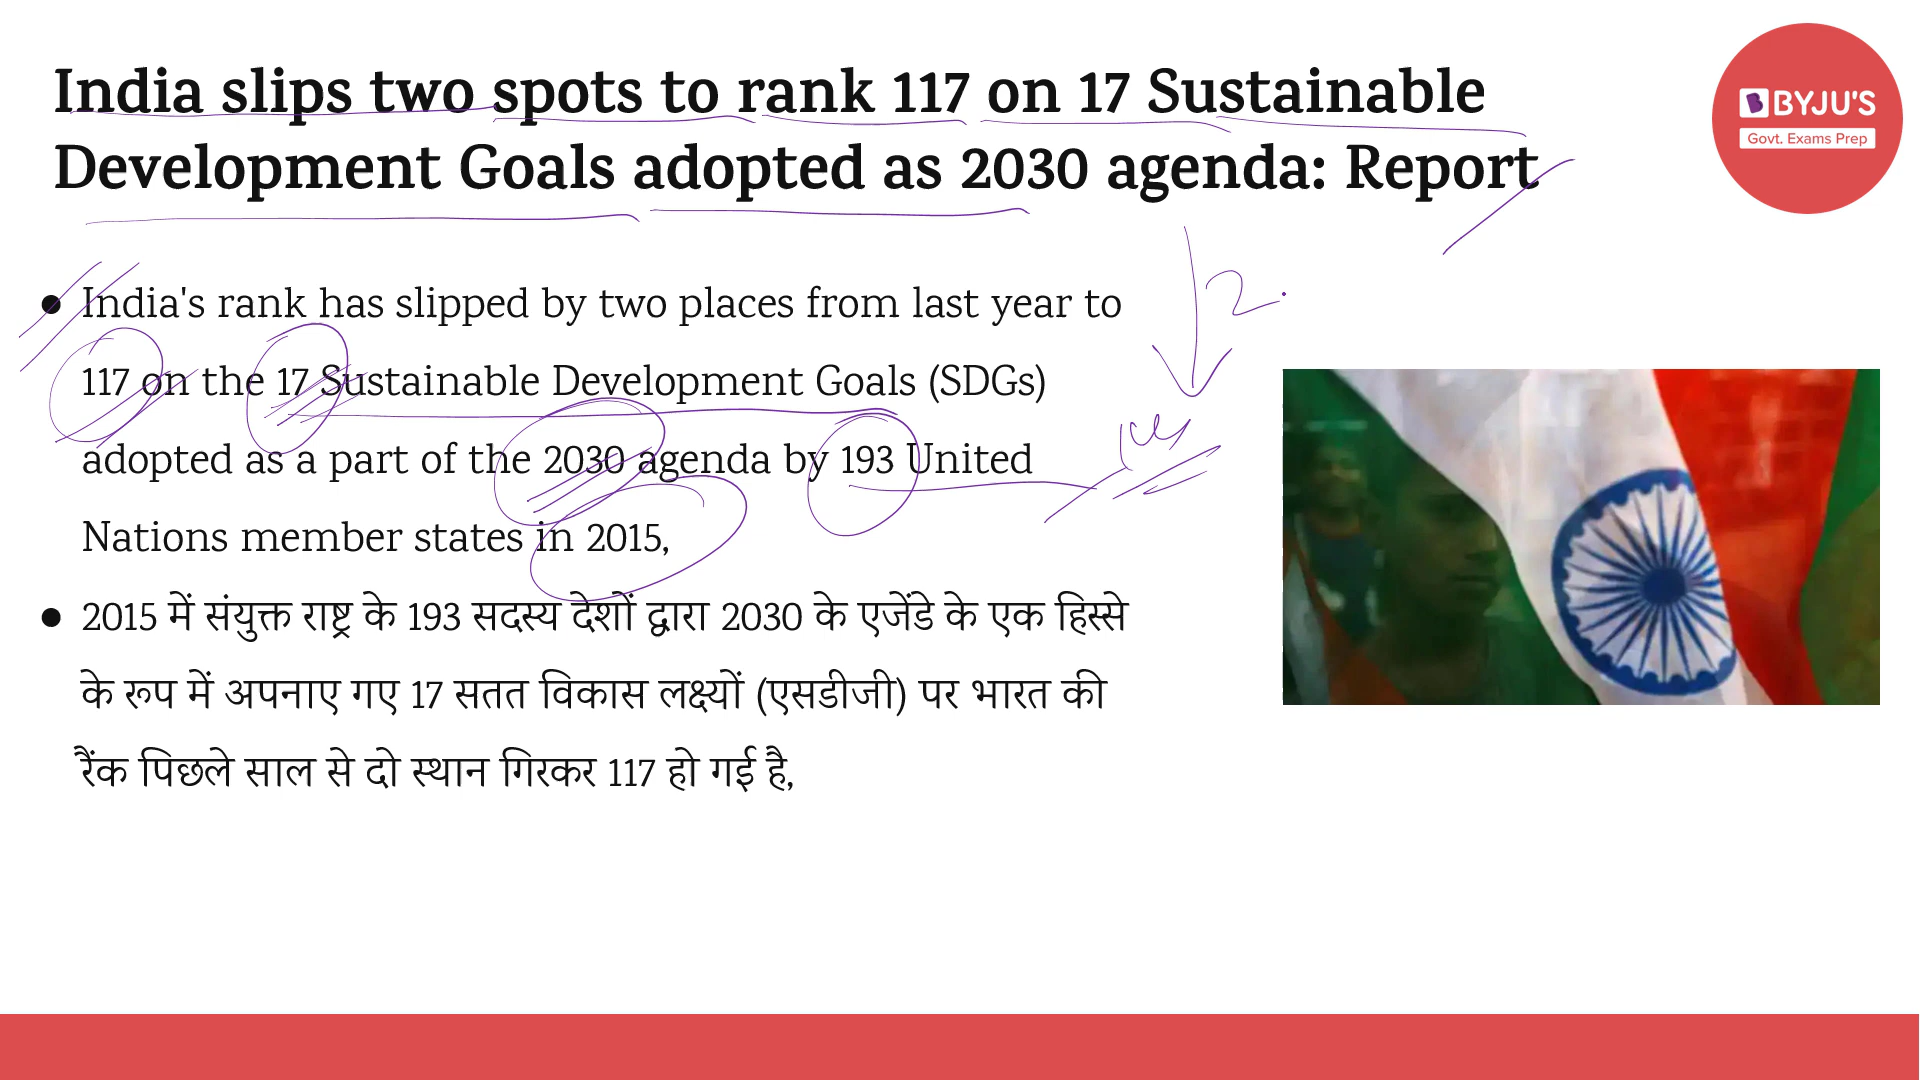 India slips two spots to rank 117 on 17 Sustainable
Development Goals adopted as 2030 agenda: Report
BYJU'S
Govt. Exams Prep
● India's rank has slipped by two places from last year to
117 on the 17 Sustainable Development Goals (SDGs)
adopted as a part of the 2030 agenda by 193 United
Nations member states in 2015,
● 2015 में संयुक्त राष्ट्र के 193 सदस्य देशों द्वारा 2030 के एजेंडे के एक हिस्से
के रूप में अपनाए गए 17 सतत विकास लक्ष्यों (एसडीजी) पर भारत की
रैंक पिछले साल से दो स्थान गिरकर 117 हो गई है,
2